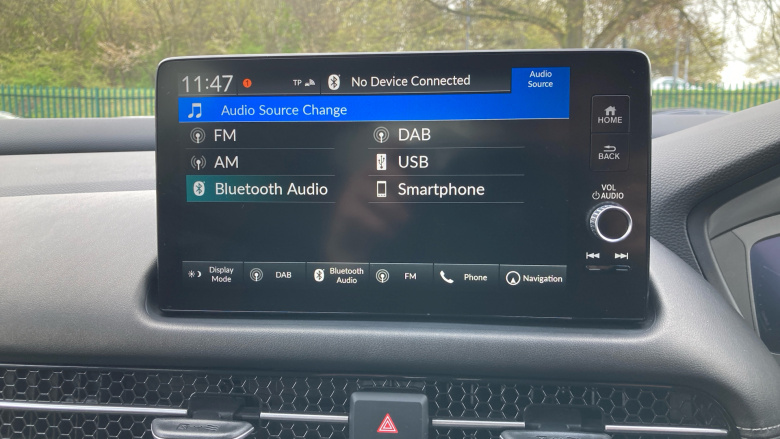 11:47 1 TP No Device Connected Audio
Source
Audio Source Change
FM DAB
AM USB
Bluetooth Audio Smartphone
HOME
BACK
VOL
AUDIO
Display
Mode
DAB
Bluetooth
Audio
FM
Phone
Navigation